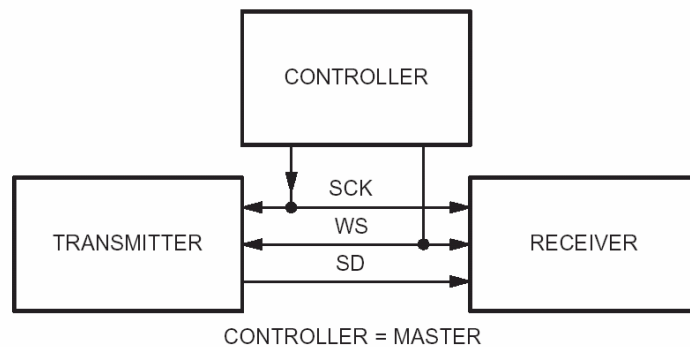 CONTROLLER
SCK
TRANSMITTER
WS
RECEIVER
SD
CONTROLLER = MASTER